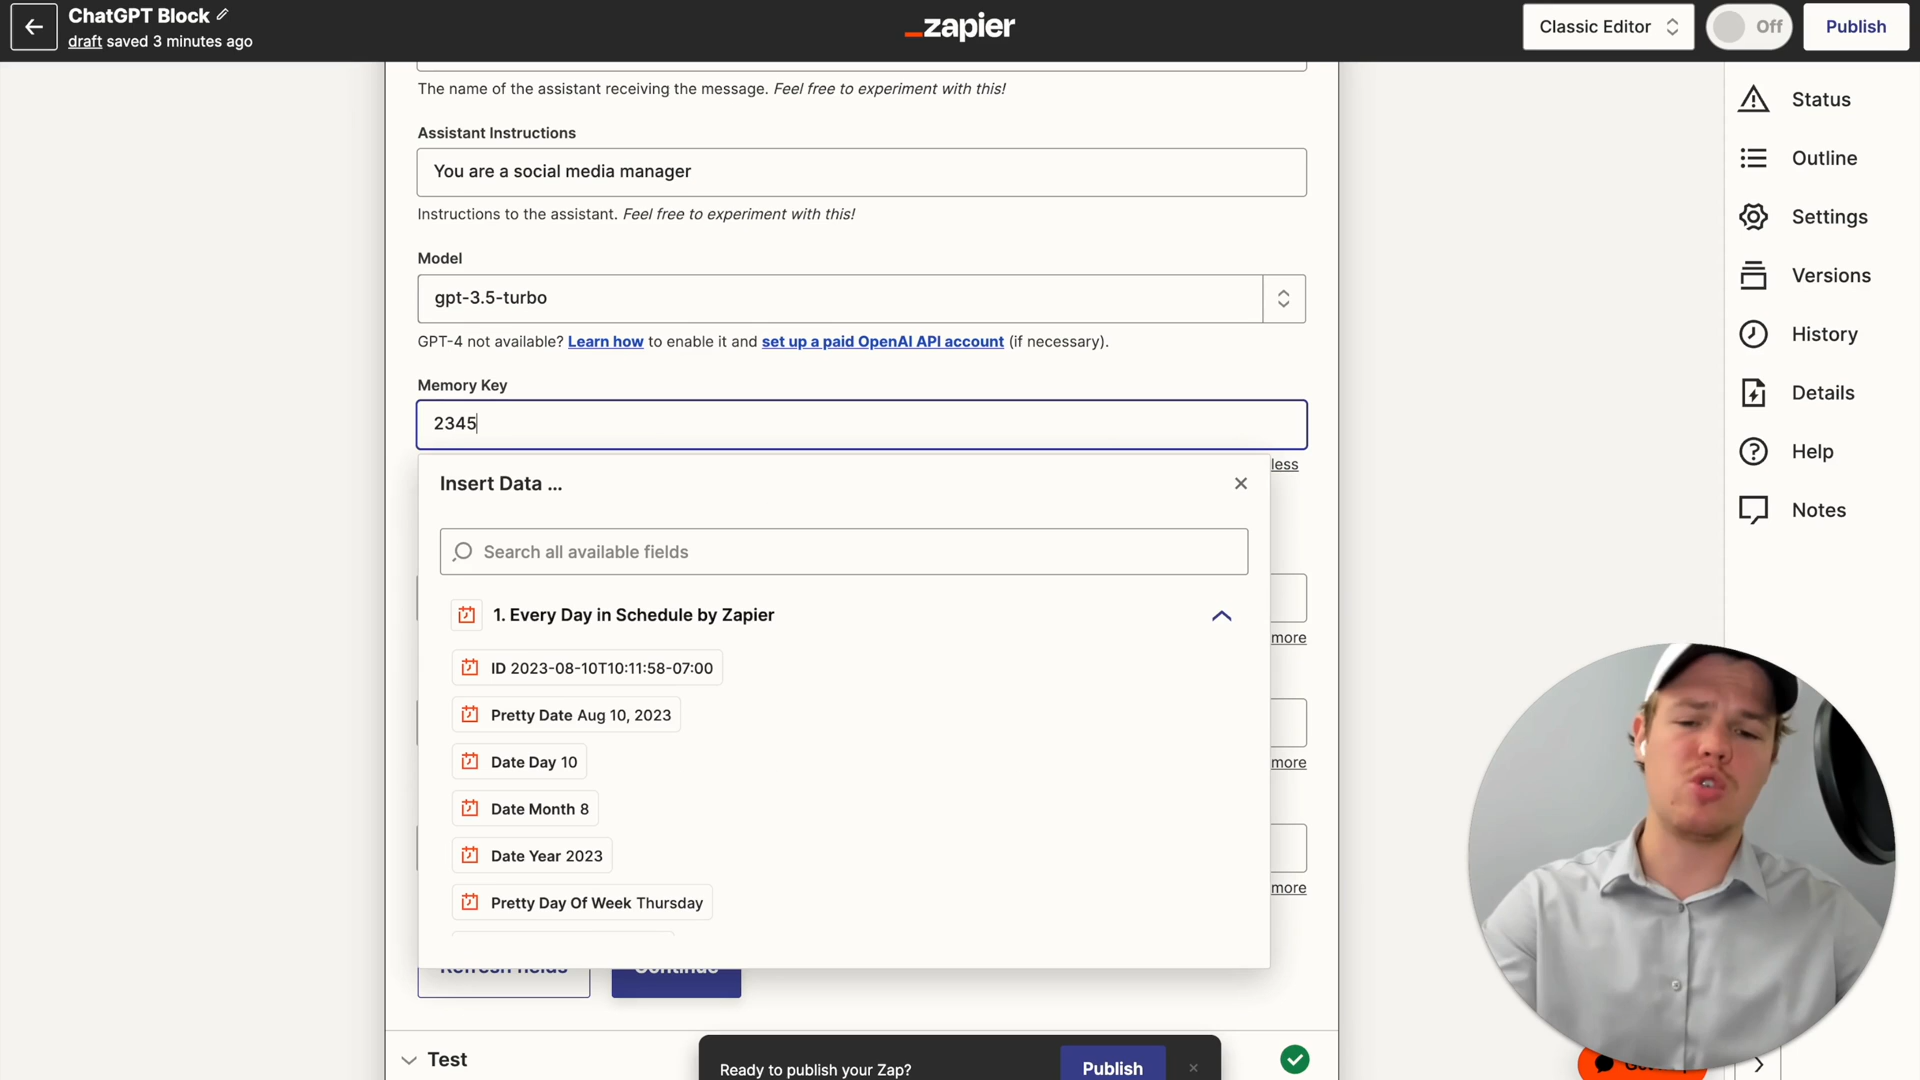 ChatGPT Block
draft saved 3 minutes ago
zapier
Classic Editor
Off
Publish
The name of the assistant receiving the message. Feel free to experiment with this!
Assistant Instructions
You are a social media manager
Instructions to the assistant. Feel free to experiment with this!
Model
gpt-3.5-turbo
GPT-4 not available? Learn how to enable it and set up a paid OpenAI API account (if necessary).
Memory Key
2345
less
Insert Data ...
Search all available fields
1. Every Day in Schedule by Zapier
more
ID 2023-08-10T10:11:58-07:00
Pretty Date Aug 10, 2023
Date Day 10
more
Date Month 8
Date Year 2023
more
Pretty Day Of Week Thursday
Refresh fields
Continue
Test
Ready to publish your Zap?
Publish
Status
Outline
Settings
Versions
History
Details
Help
Notes